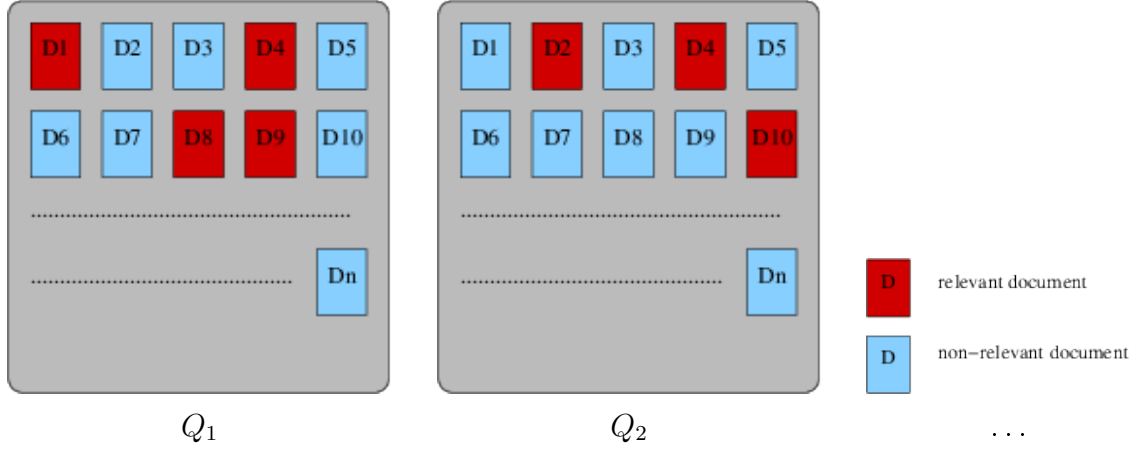 D1 D2 D3 D4 D5 D1 D2 D3 D4 D5
D6 D7 D8 D9 D10 D6 D7 D8 D9 D10
........................................................ ........................................................
.............................................. Dn .............................................. Dn
D relevant document
D non-relevant document
Q1 Q2 ...